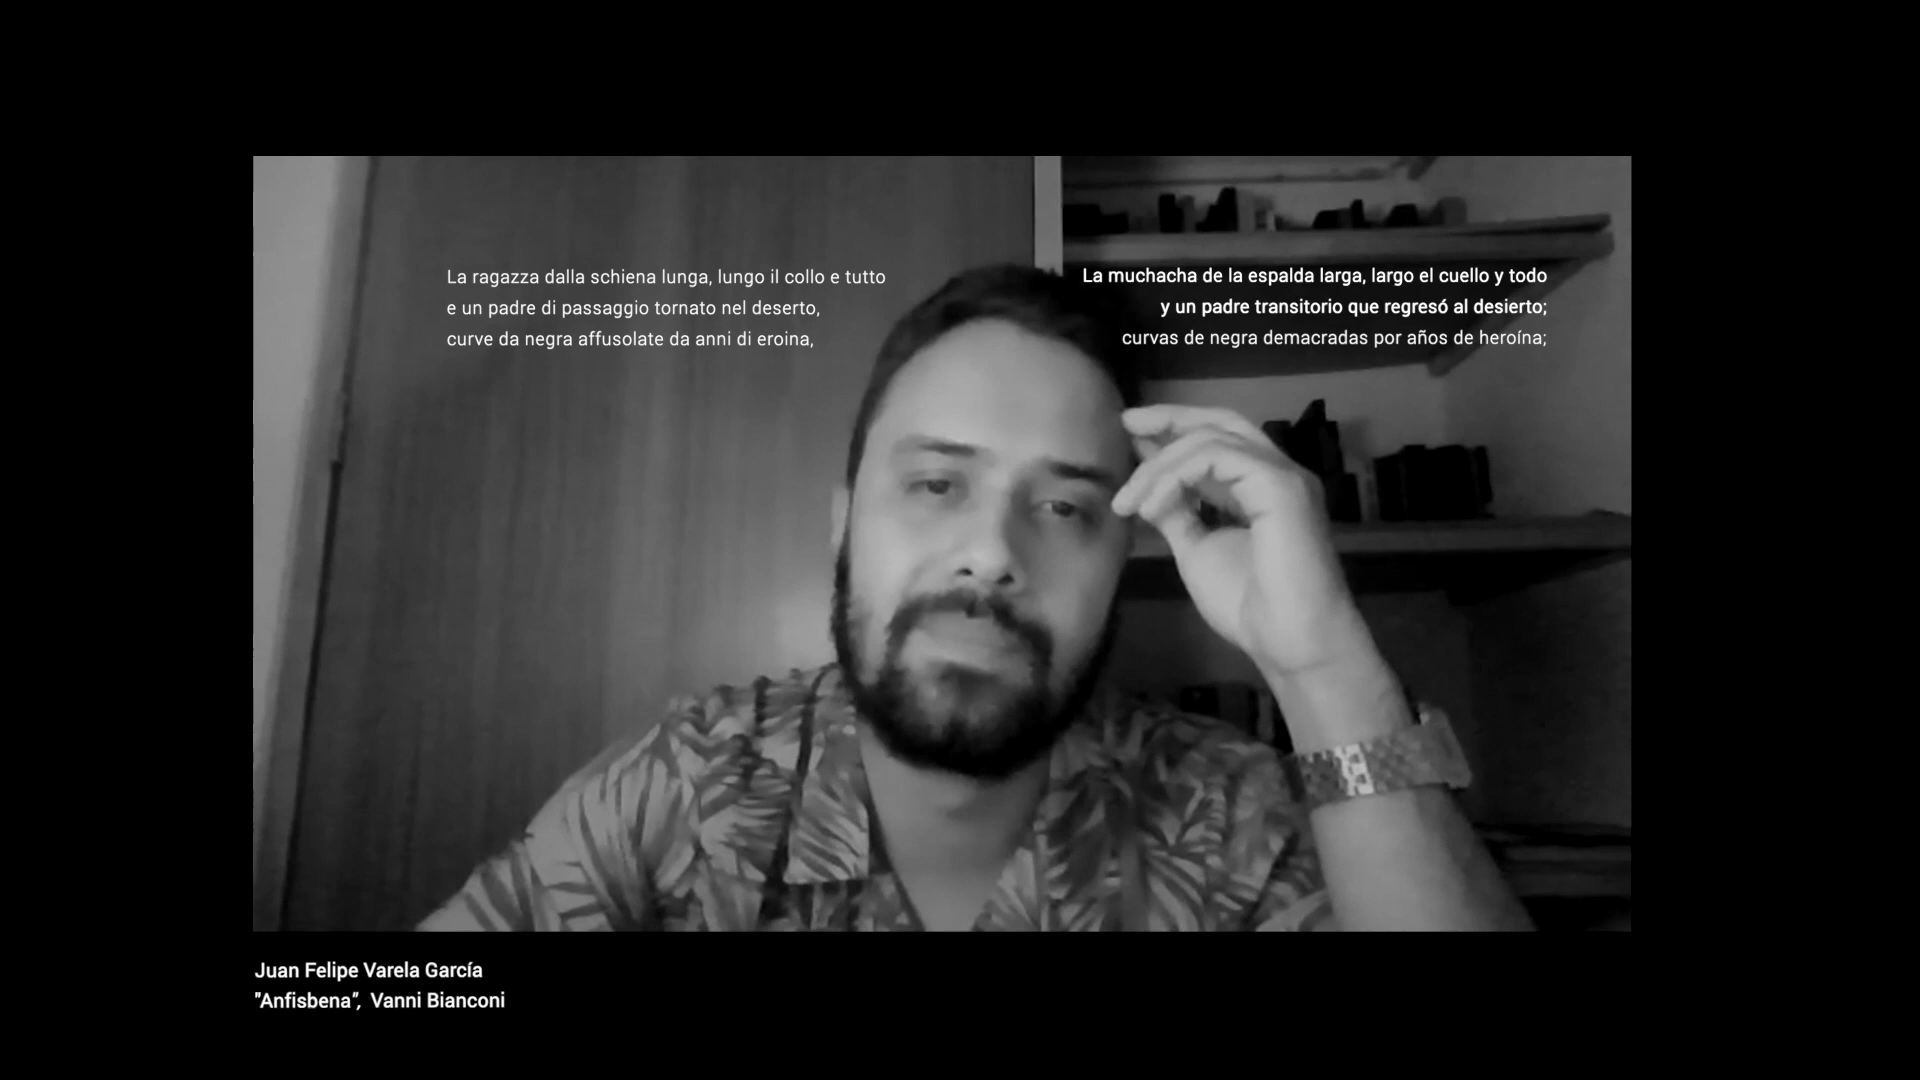 La ragazza dalla schiena lunga, lungo il collo e tutto
e un padre di passaggio tornato nel deserto,
curve da negra affusolate da anni di eroina,
La muchacha de la espalda larga, largo el cuello y todo
y un padre transitorio que regresó al desierto;
curvas de negra demacradas por años de heroína;
Juan Felipe Varela García
"Anfisbena”, Vanni Bianconi